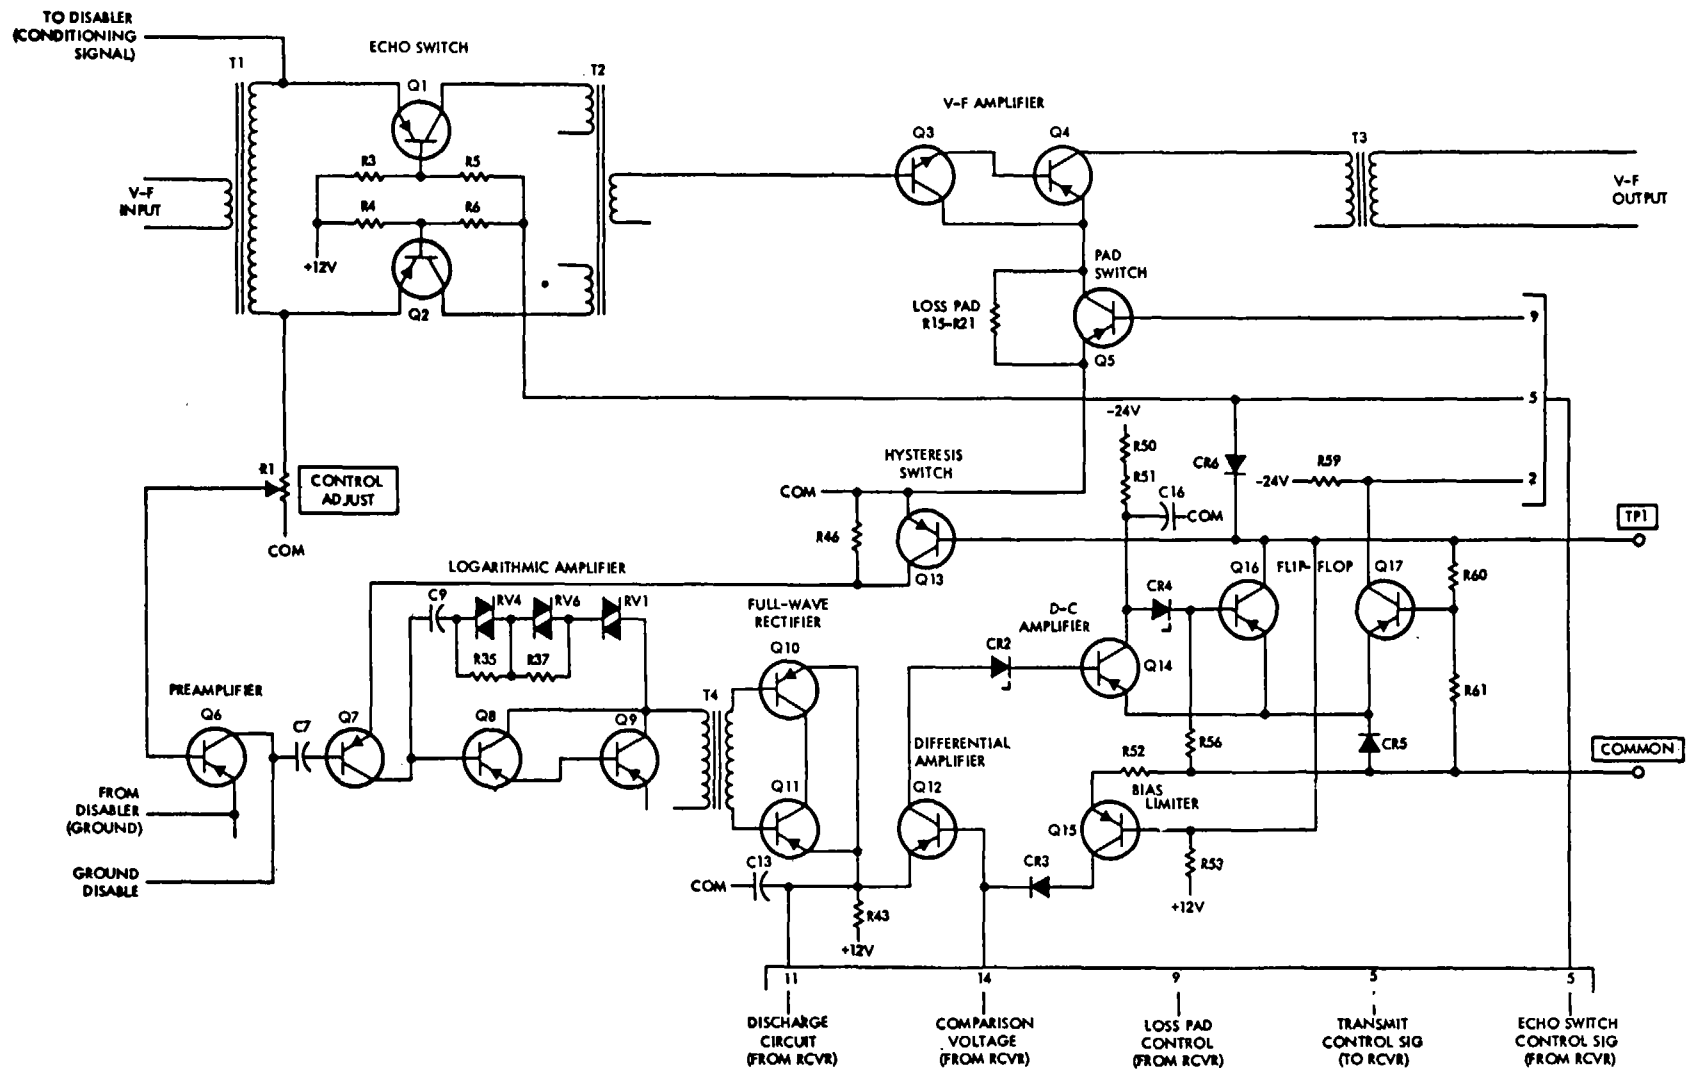 TO DISABLER
(CONDITIONING
SIGNAL)
ECHO SWITCH
T1
T2
Q1
V-F AMPLIFIER
Q3
Q4
T3
R3
R5
V-F
INPUT
R4
R6
V-F
OUTPUT
+12V
Q2
PAD
SWITCH
LOSS PAD
R15-R21
Q5
9
5
-24V
R50
HYSTERESIS
SWITCH
R51
CR6
R59
-24V
2
R1
CONTROL
ADJUST
COM
COM
C16
COM
TP1
R46
Q13
LOGARITHMIC AMPLIFIER
C9
RV4
RV6
RV1
FULL-WAVE
RECTIFIER
CR4
Q16
FLIP-FLOP
Q17
R60
D-C
AMPLIFIER
R35
R37
Q10
CR2
Q14
PREAMPLIFIER
Q6
C7
Q7
Q8
Q9
T4
R61
DIFFERENTIAL
AMPLIFIER
R52
R56
CR5
COMMON
BIAS
LIMITER
FROM
DISABLER
(GROUND)
Q11
Q12
Q15
GROUND
DISABLE
C13
COM
CR3
R53
R43
+12V
+12V
11
14
9
5
5
DISCHARGE
CIRCUIT
(FROM RCVR)
COMPARISON
VOLTAGE
(FROM RCVR)
LOSS PAD
CONTROL
(FROM RCVR)
TRANSMIT
CONTROL SIG
(TO RCVR)
ECHO SWITCH
CONTROL SIG
(FROM RCVR)